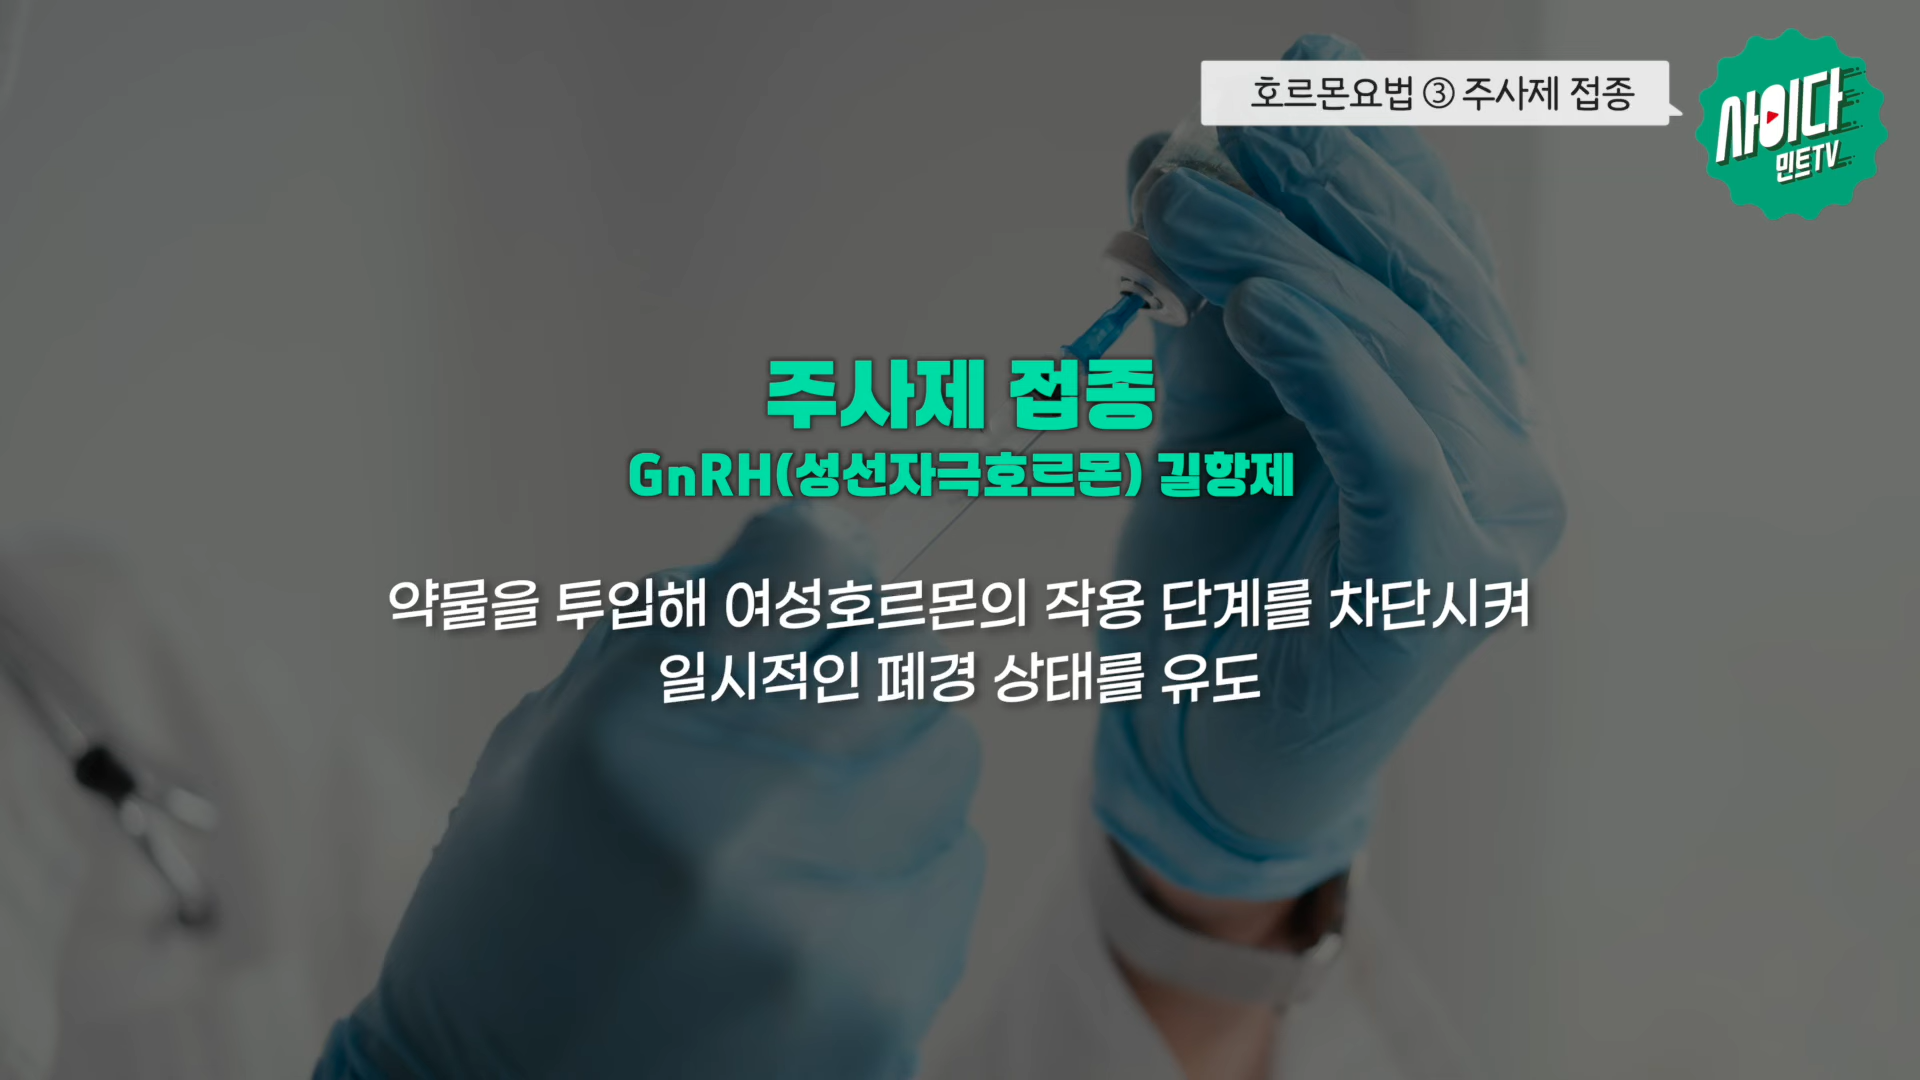 호르몬요법 ③ 주사제 접종
사이다
민트TV
주사제 접종
GnRH(성선자극호르몬) 길항제
약물을 투입해 여성호르몬의 작용 단계를 차단시켜
일시적인 폐경 상태를 유도